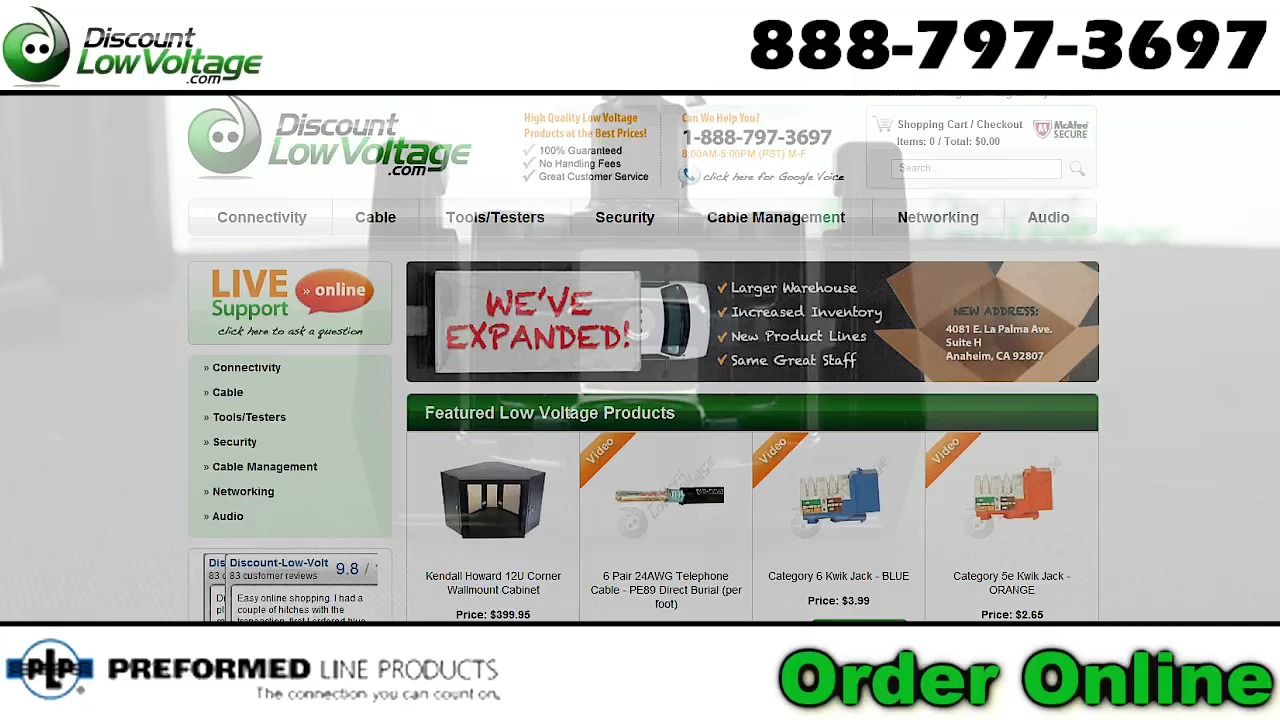 Discount
LowVoltage
.com
888-797-3697
Discount
LowVoltage
.com
High Quality Low Voltage
Products at the Best Prices!
100% Guaranteed
No Handling Fees
Great Customer Service
Can We Help You?
1-888-797-3697
8:00AM-5:00PM (PST) M-F
click here for Google Voice
Shopping Cart / Checkout
Items: 0 / Total: $0.00
McAfee
SECURE
Search...
Connectivity
Cable
Tools/Testers
Security
Cable Management
Networking
Audio
LIVE
Support
» online
click here to ask a question
WE'VE
EXPANDED!
Larger Warehouse
Increased Inventory
New Product Lines
Same Great Staff
NEW ADDRESS:
4081 E. La Palma Ave.
Suite H
Anaheim, CA 92807
» Connectivity
» Cable
» Tools/Testers
» Security
» Cable Management
» Networking
» Audio
Featured Low Voltage Products
Video
Video
Video
Kendall Howard 12U Corner
Wallmount Cabinet
Price: $399.95
6 Pair 24AWG Telephone
Cable - PE89 Direct Burial (per
foot)
Category 6 Kwik Jack - BLUE
Price: $3.99
Category 5e Kwik Jack -
ORANGE
Price: $2.65
Discount-Low-Volt
83 customer reviews
9.8 /
Easy online shopping. I had a
couple of hitches with the
PLP
PREFORMED LINE PRODUCTS
The connection you can count on.
Order Online